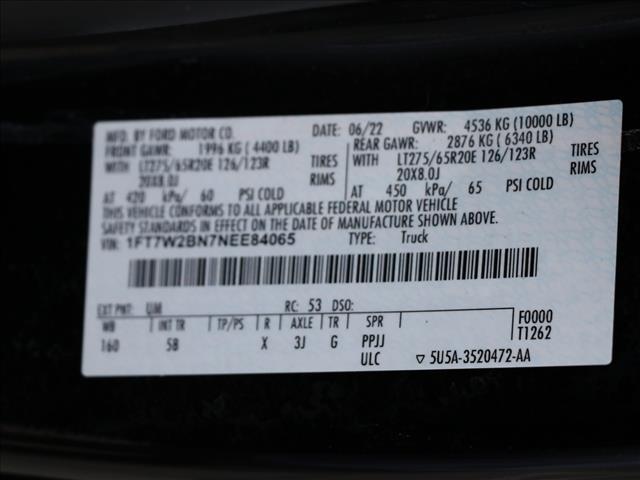 MFD. BY FORD MOTOR CO. DATE: 06/22 GVWR: 4536 KG (10000 LB)
FRONT GAWR: 1996 KG (4400 LB) REAR GAWR: 2876 KG (6340 LB)
WITH LT275/65R20E 126/123R TIRES WITH LT275/65R20E 126/123R TIRES
20X8.0J RIMS 20X8.0J RIMS
AT 420 kPa/ 60 PSI COLD AT 450 kPa/ 65 PSI COLD
THIS VEHICLE CONFORMS TO ALL APPLICABLE FEDERAL MOTOR VEHICLE
SAFETY STANDARDS IN EFFECT ON THE DATE OF MANUFACTURE SHOWN ABOVE.
VIN: 1FT7W2BN7NEE84065 TYPE: Truck
EXT PNT: UM RC: 53 DSO:
WB INT TR TP/PS R AXLE TR SPR F0000
160 5B X 3J G PPJJ T1262
ULC ▽ 5U5A-3520472-AA